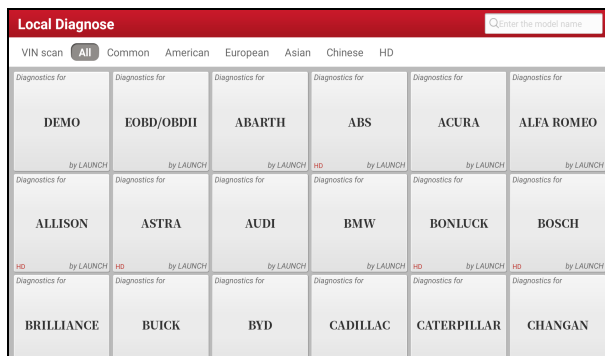 Local Diagnose
Enter the model name
VIN scan All Common American European Asian Chinese HD
Diagnostics for Diagnostics for Diagnostics for Diagnostics for Diagnostics for Diagnostics for
DEMO EOBD/OBDII ABARTH ABS ACURA ALFA ROMEO
by LAUNCH by LAUNCH by LAUNCH HD by LAUNCH by LAUNCH by LAUNCH
Diagnostics for Diagnostics for Diagnostics for Diagnostics for Diagnostics for Diagnostics for
ALLISON ASTRA AUDI BMW BONLUCK BOSCH
HD by LAUNCH HD by LAUNCH by LAUNCH by LAUNCH HD by LAUNCH HD by LAUNCH
Diagnostics for Diagnostics for Diagnostics for Diagnostics for Diagnostics for Diagnostics for
BRILLIANCE BUICK BYD CADILLAC CATERPILLAR CHANGAN